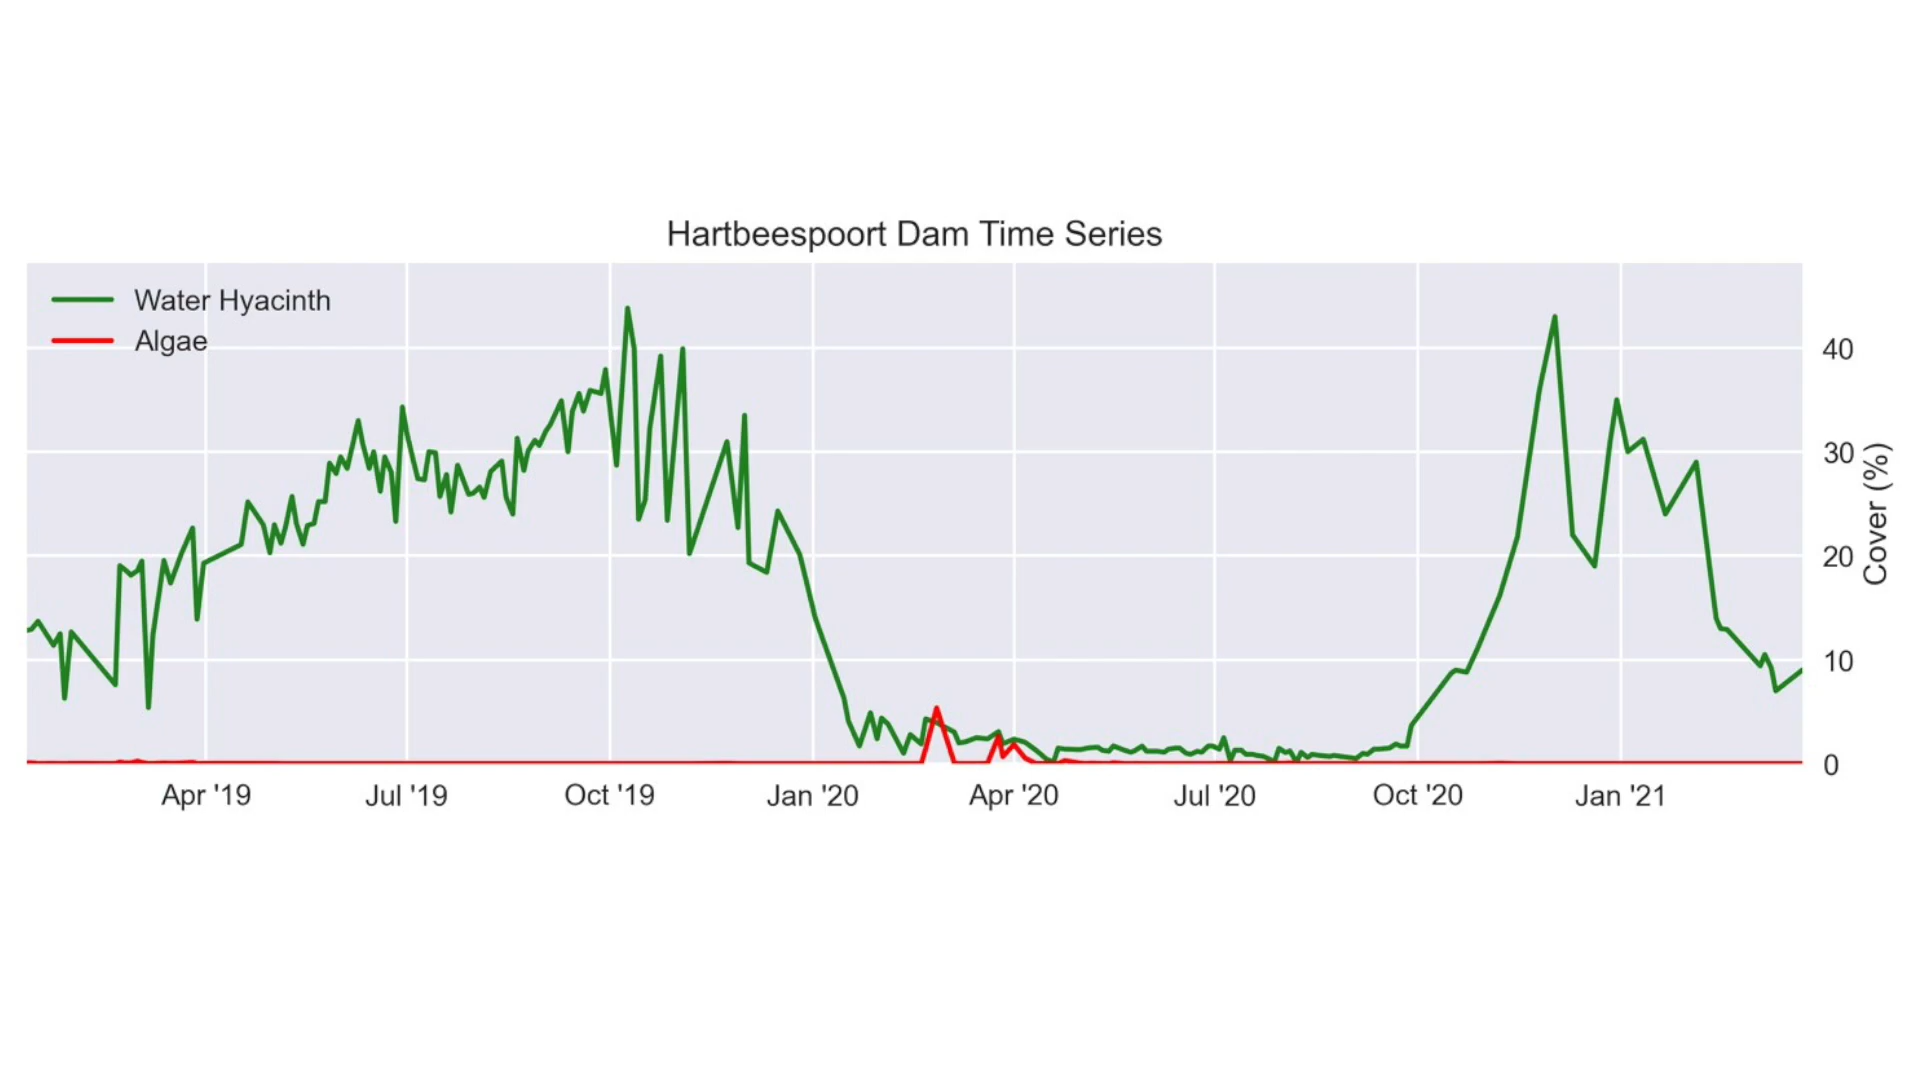 Hartbeespoort Dam Time Series
Water Hyacinth
Algae
40
30
20
10
0
Cover (%)
Apr '19 Jul '19 Oct '19 Jan '20 Apr '20 Jul '20 Oct '20 Jan '21